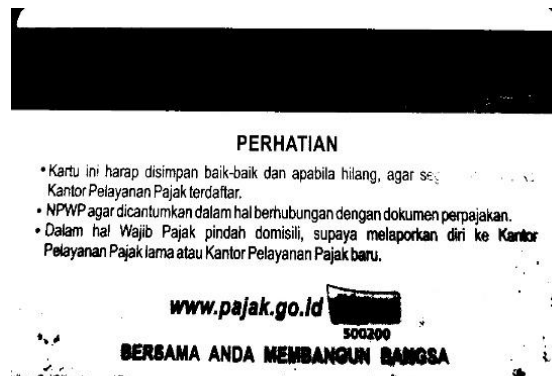 PERHATIAN
• Kartu ini harap disimpan baik-baik dan apabila hilang, agar
Kantor Pelayanan Pajak terdaftar.
• NPWP agar dicantumkan dalam hal berhubungan dengan dokumen perpajakan.
• Dalam hal Wajib Pajak pindah domisili, supaya melaporkan diri ke Kantor
Pelayanan Pajak lama atau Kantor Pelayanan Pajak baru.
www.pajak.go.id
500200
BERSAMA ANDA MEMBANGUN BANGSA